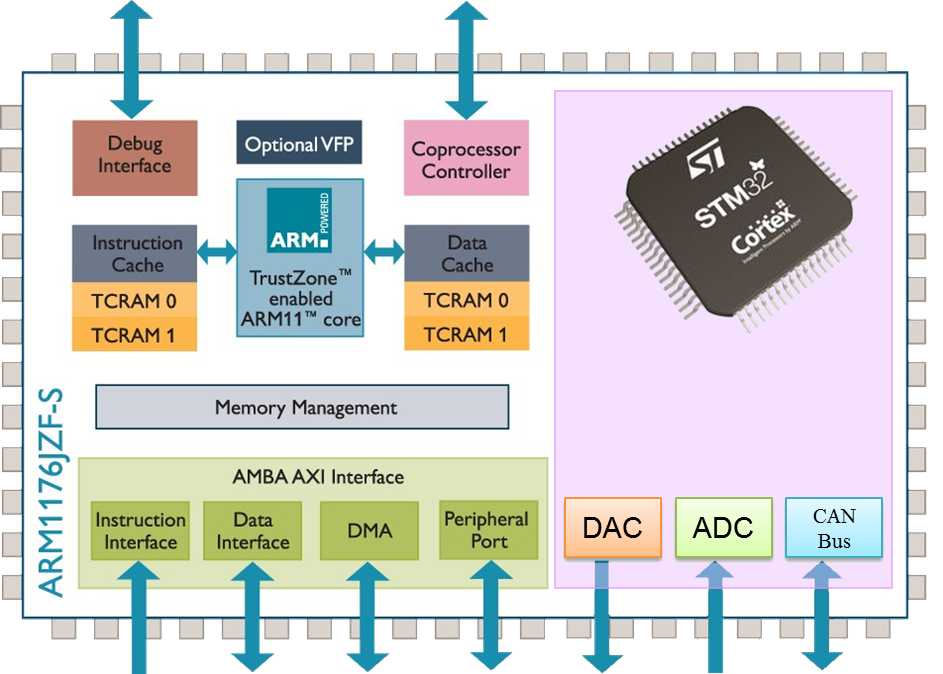 Debug
Interface
Optional VFP
Coprocessor
Controller
Instruction
Cache
TCRAM 0
TCRAM 1
ARM
POWERED
TrustZone™
enabled
ARM11™ core
Data
Cache
TCRAM 0
TCRAM 1
Memory Management
ARM1176JZF-S
AMBA AXI Interface
Instruction
Interface
Data
Interface
DMA
Peripheral
Port
ST
STM32
Cortex
Intelligent Processors by ARM
DAC
ADC
CAN
Bus